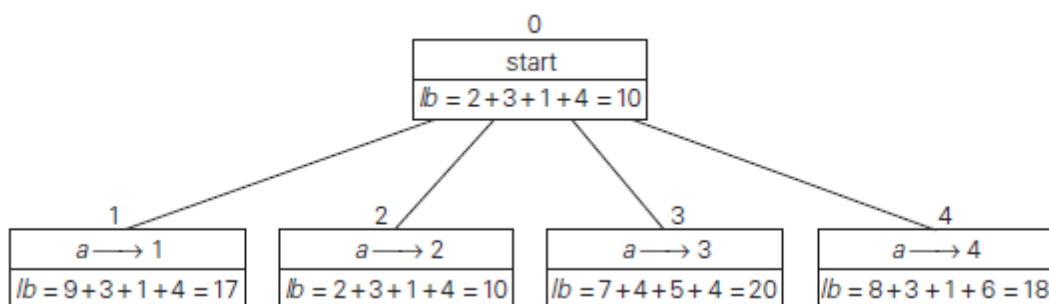 0
start
lb = 2+3+1+4 = 10
1
2
3
4
a ⟶ 1
a ⟶ 2
a ⟶ 3
a ⟶ 4
lb = 9+3+1+4 = 17
lb = 2+3+1+4 = 10
lb = 7+4+5+4 = 20
lb = 8+3+1+6 = 18